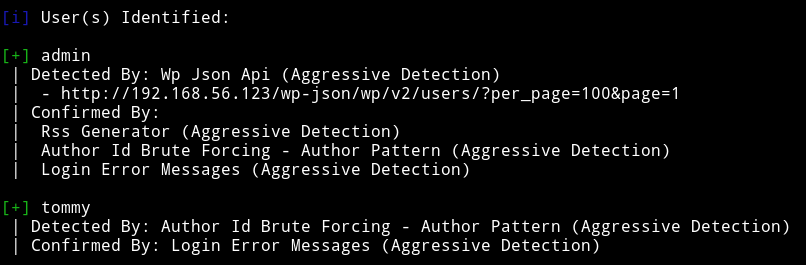 [i] User(s) Identified:
[+] admin
| Detected By: Wp Json Api (Aggressive Detection)
|  - http://192.168.56.123/wp-json/wp/v2/users/?per_page=100&page=1
| Confirmed By:
|  Rss Generator (Aggressive Detection)
|  Author Id Brute Forcing - Author Pattern (Aggressive Detection)
|  Login Error Messages (Aggressive Detection)
[+] tommy
| Detected By: Author Id Brute Forcing - Author Pattern (Aggressive Detection)
| Confirmed By: Login Error Messages (Aggressive Detection)